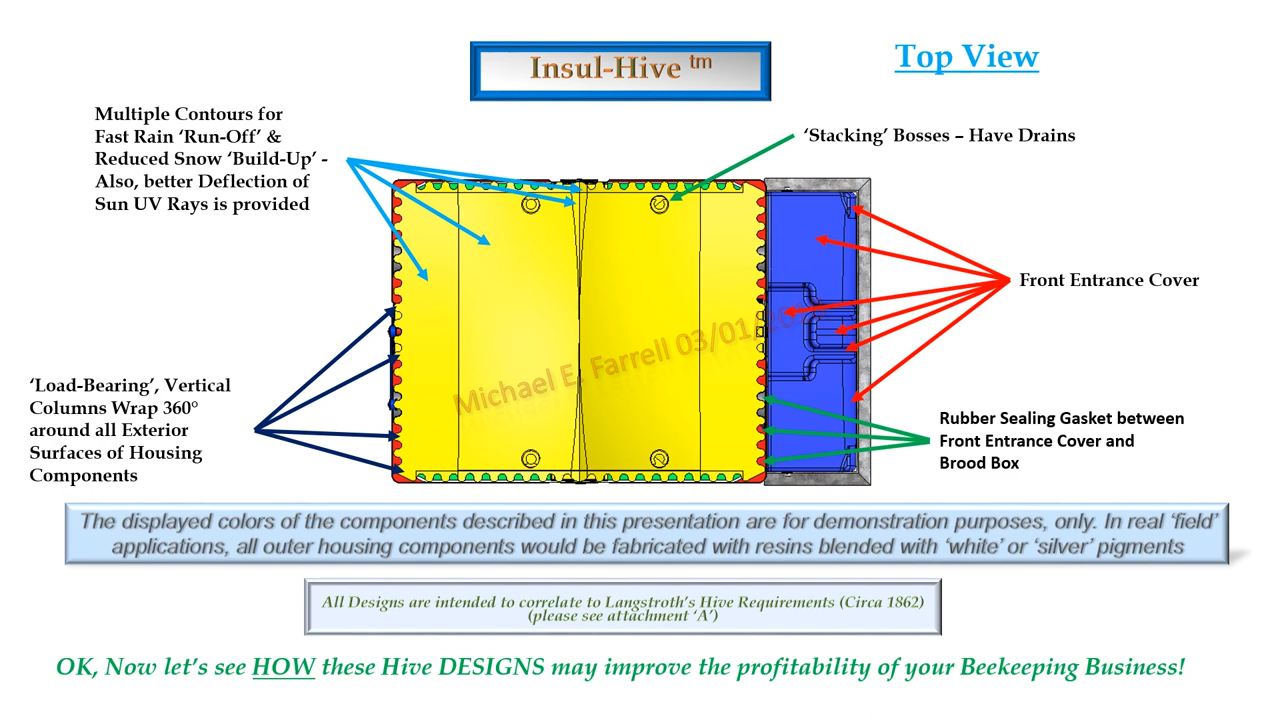 Insul-Hive tm
Top View
Multiple Contours for
Fast Rain ‘Run-Off’ &
Reduced Snow ‘Build-Up’ -
Also, better Deflection of
Sun UV Rays is provided
‘Stacking’ Bosses – Have Drains
Front Entrance Cover
Michael E. Farrell 03/01/20
‘Load-Bearing’, Vertical
Columns Wrap 360°
around all Exterior
Surfaces of Housing
Components
Rubber Sealing Gasket between
Front Entrance Cover and
Brood Box
The displayed colors of the components described in this presentation are for demonstration purposes, only. In real ‘field’
applications, all outer housing components would be fabricated with resins blended with ‘white’ or ‘silver’ pigments
All Designs are intended to correlate to Langstroth’s Hive Requirements (Circa 1862)
(please see attachment ‘A’)
OK, Now let’s see HOW these Hive DESIGNS may improve the profitability of your Beekeeping Business!